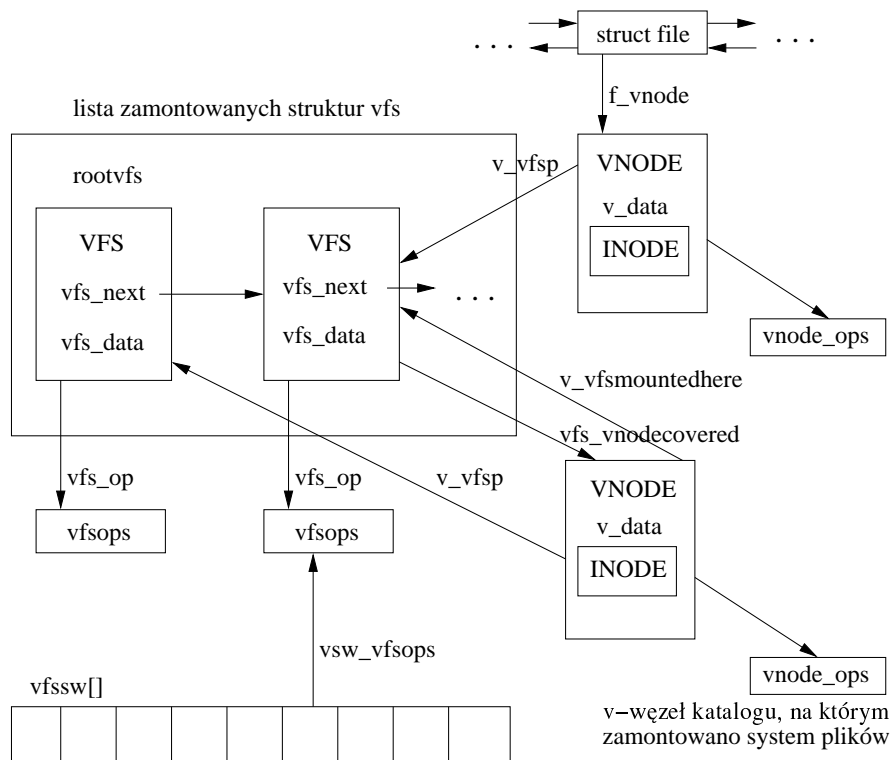 struct file
. . .
. . .
f_vnode
lista zamontowanych struktur vfs
rootvfs
VFS
vfs_next
vfs_data
VFS
vfs_next
vfs_data
. . .
v_vfsp
VNODE
v_data
INODE
vnode_ops
v_vfsmountedhere
vfs_vnodecovered
vfs_op
vfs_op
v_vfsp
vfsops
vfsops
VNODE
v_data
INODE
vsw_vfsops
vnode_ops
vfssw[]
v–węzeł katalogu, na którym
zamontowano system plików